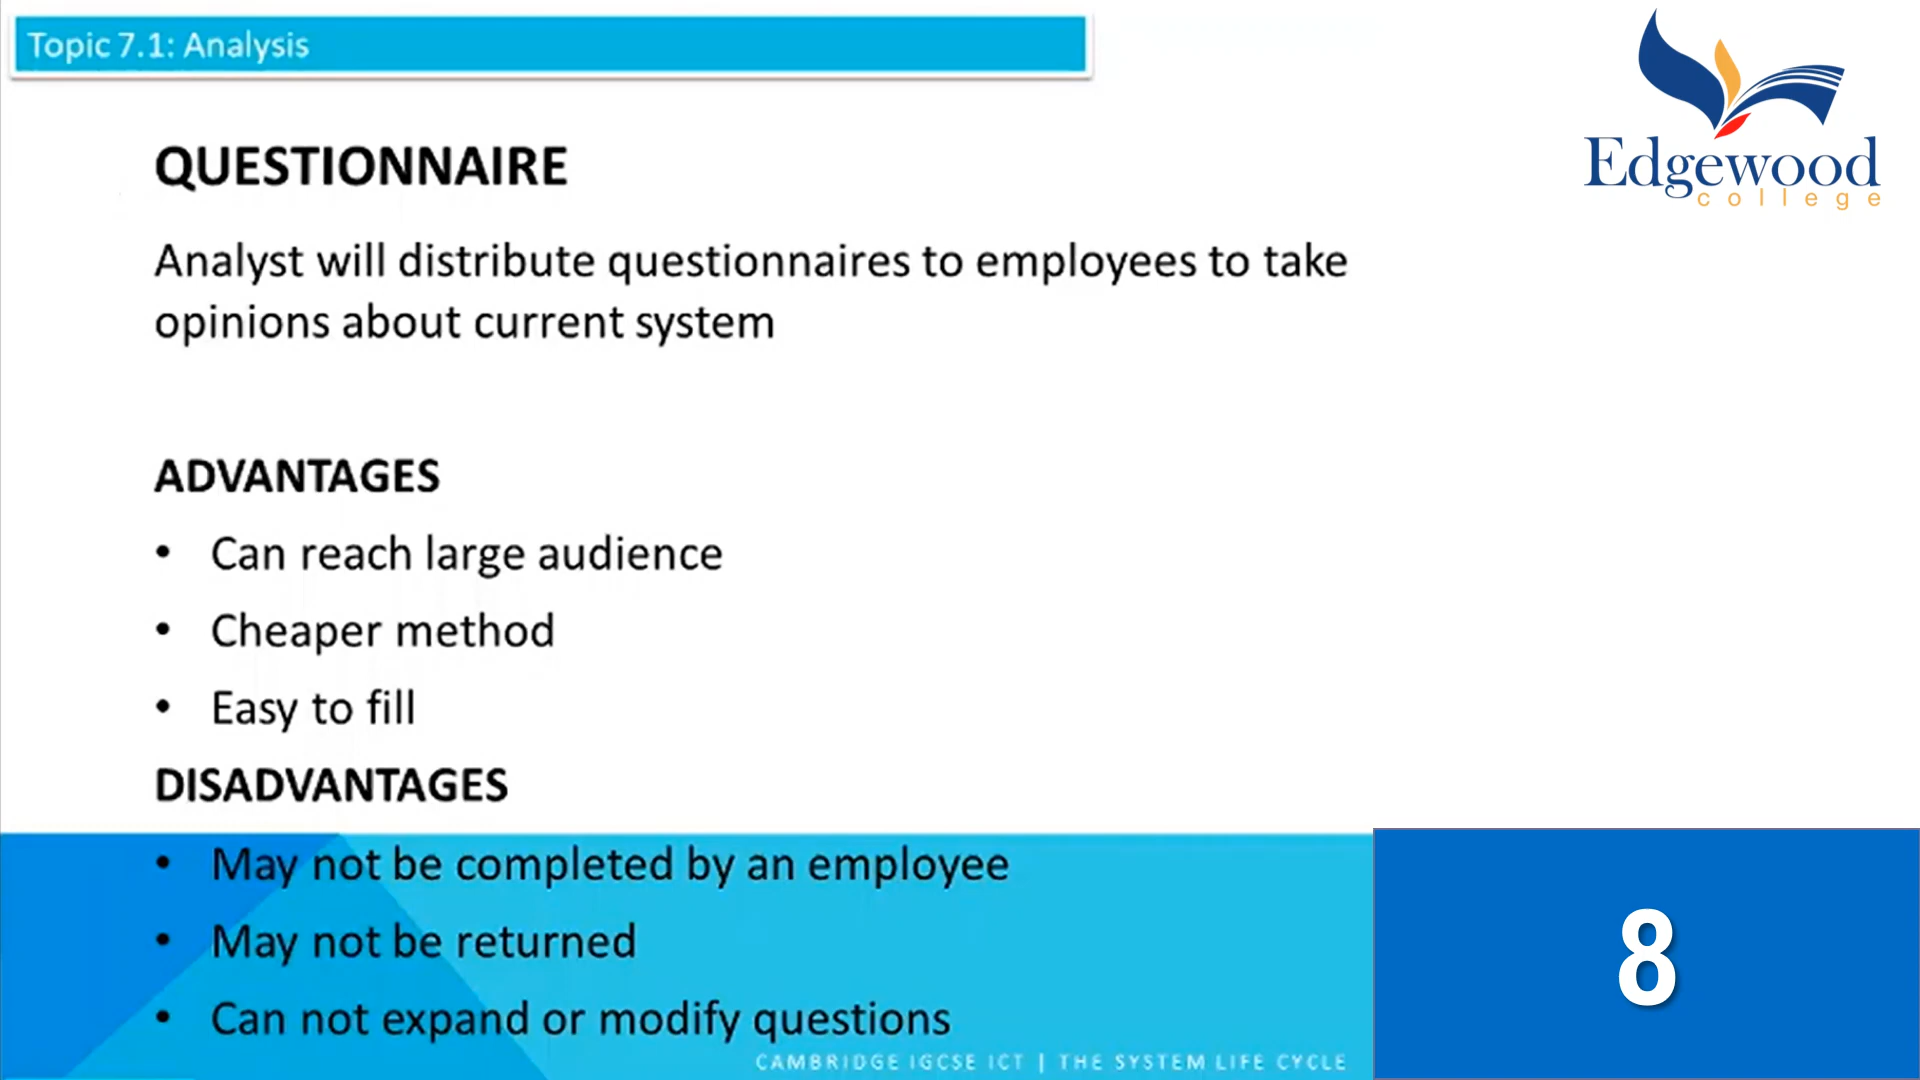 Topic 7.1: Analysis
Edgewood
college
QUESTIONNAIRE
Analyst will distribute questionnaires to employees to take
opinions about current system
ADVANTAGES
• Can reach large audience
• Cheaper method
• Easy to fill
DISADVANTAGES
• May not be completed by an employee
• May not be returned
• Can not expand or modify questions
CAMBRIDGE IGCSE ICT | THE SYSTEM LIFE CYCLE
8